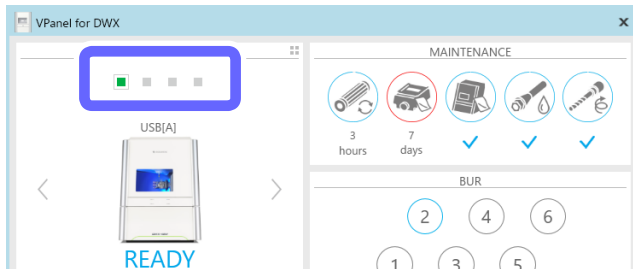 VPanel for DWX
x
MAINTENANCE
3
hours
7
days
USB[A]
READY
BUR
2 4 6
1 3 5